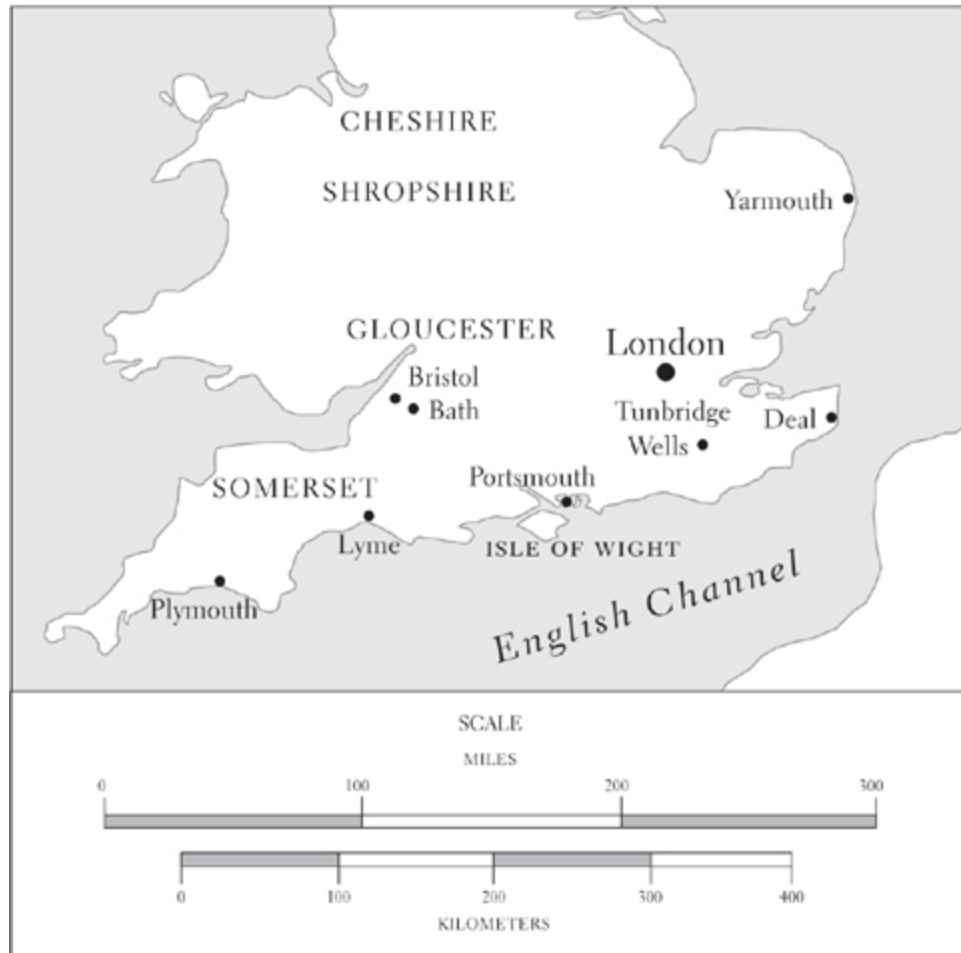 CHESHIRE
SHROPSHIRE
Yarmouth
GLOUCESTER
London
Bristol
Bath
Tunbridge
Wells
Deal
SOMERSET
Portsmouth
Lyme
ISLE OF WIGHT
Plymouth
English Channel
SCALE
MILES
0 100 200 300
0 100 200 300 400
KILOMETERS